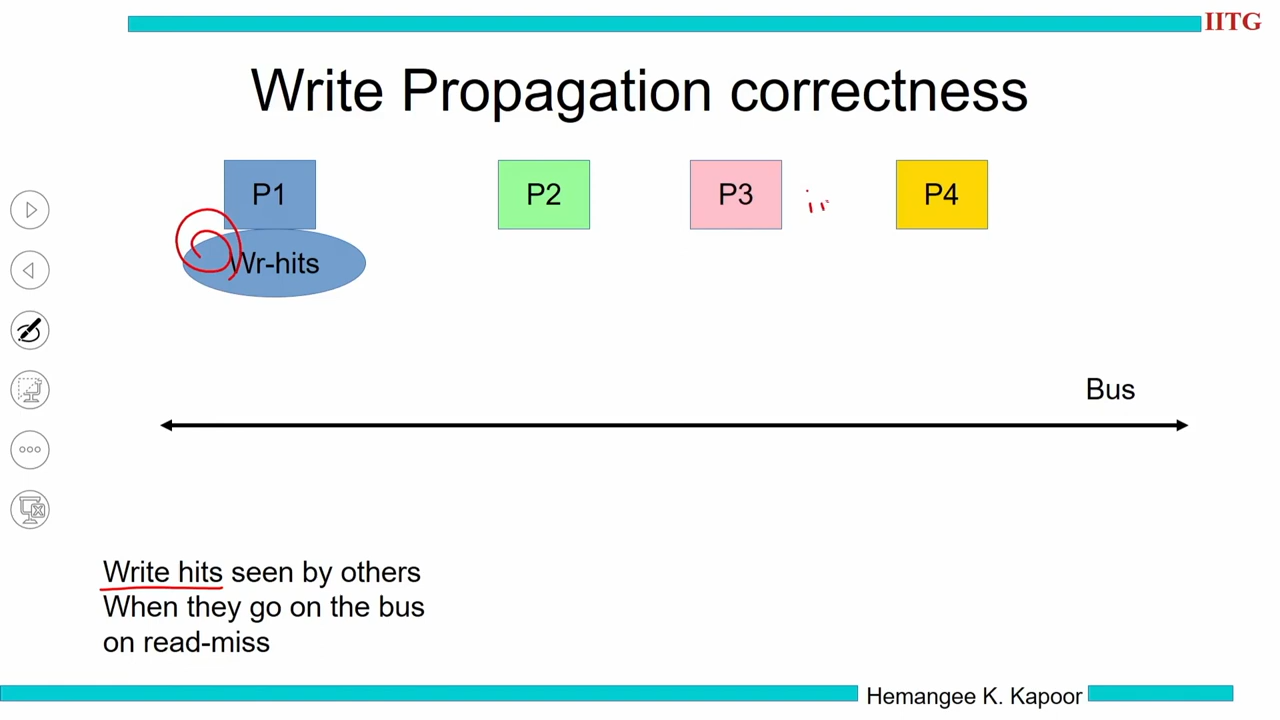 IITG
Write Propagation correctness
P1
P2
P3
P4
Wr-hits
Bus
Write hits seen by others
When they go on the bus
on read-miss
Hemangee K. Kapoor